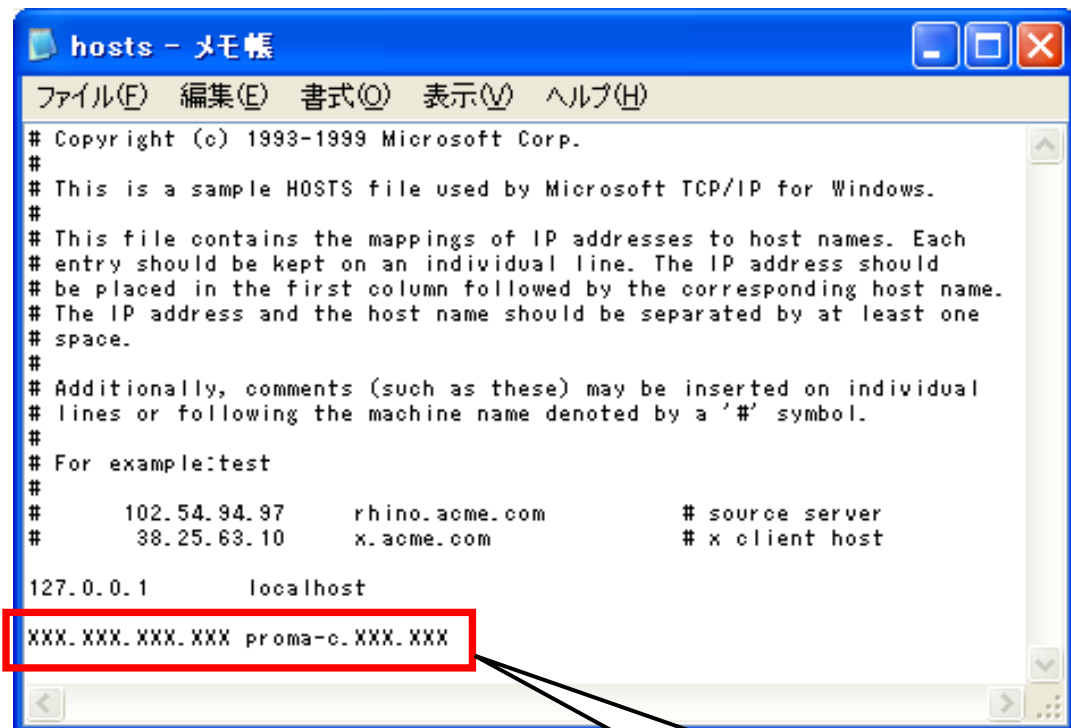 hosts - メモ帳
ファイル(F) 編集(E) 書式(O) 表示(V) ヘルプ(H)
# Copyright (c) 1993-1999 Microsoft Corp.
#
# This is a sample HOSTS file used by Microsoft TCP/IP for Windows.
#
# This file contains the mappings of IP addresses to host names. Each
# entry should be kept on an individual line. The IP address should
# be placed in the first column followed by the corresponding host name.
# The IP address and the host name should be separated by at least one
# space.
#
# Additionally, comments (such as these) may be inserted on individual
# lines or following the machine name denoted by a '#' symbol.
#
# For example:test
#
#      102.54.94.97     rhino.acme.com          # source server
#       38.25.63.10     x.acme.com              # x client host
127.0.0.1       localhost
XXX.XXX.XXX.XXX proma-c.XXX.XXX